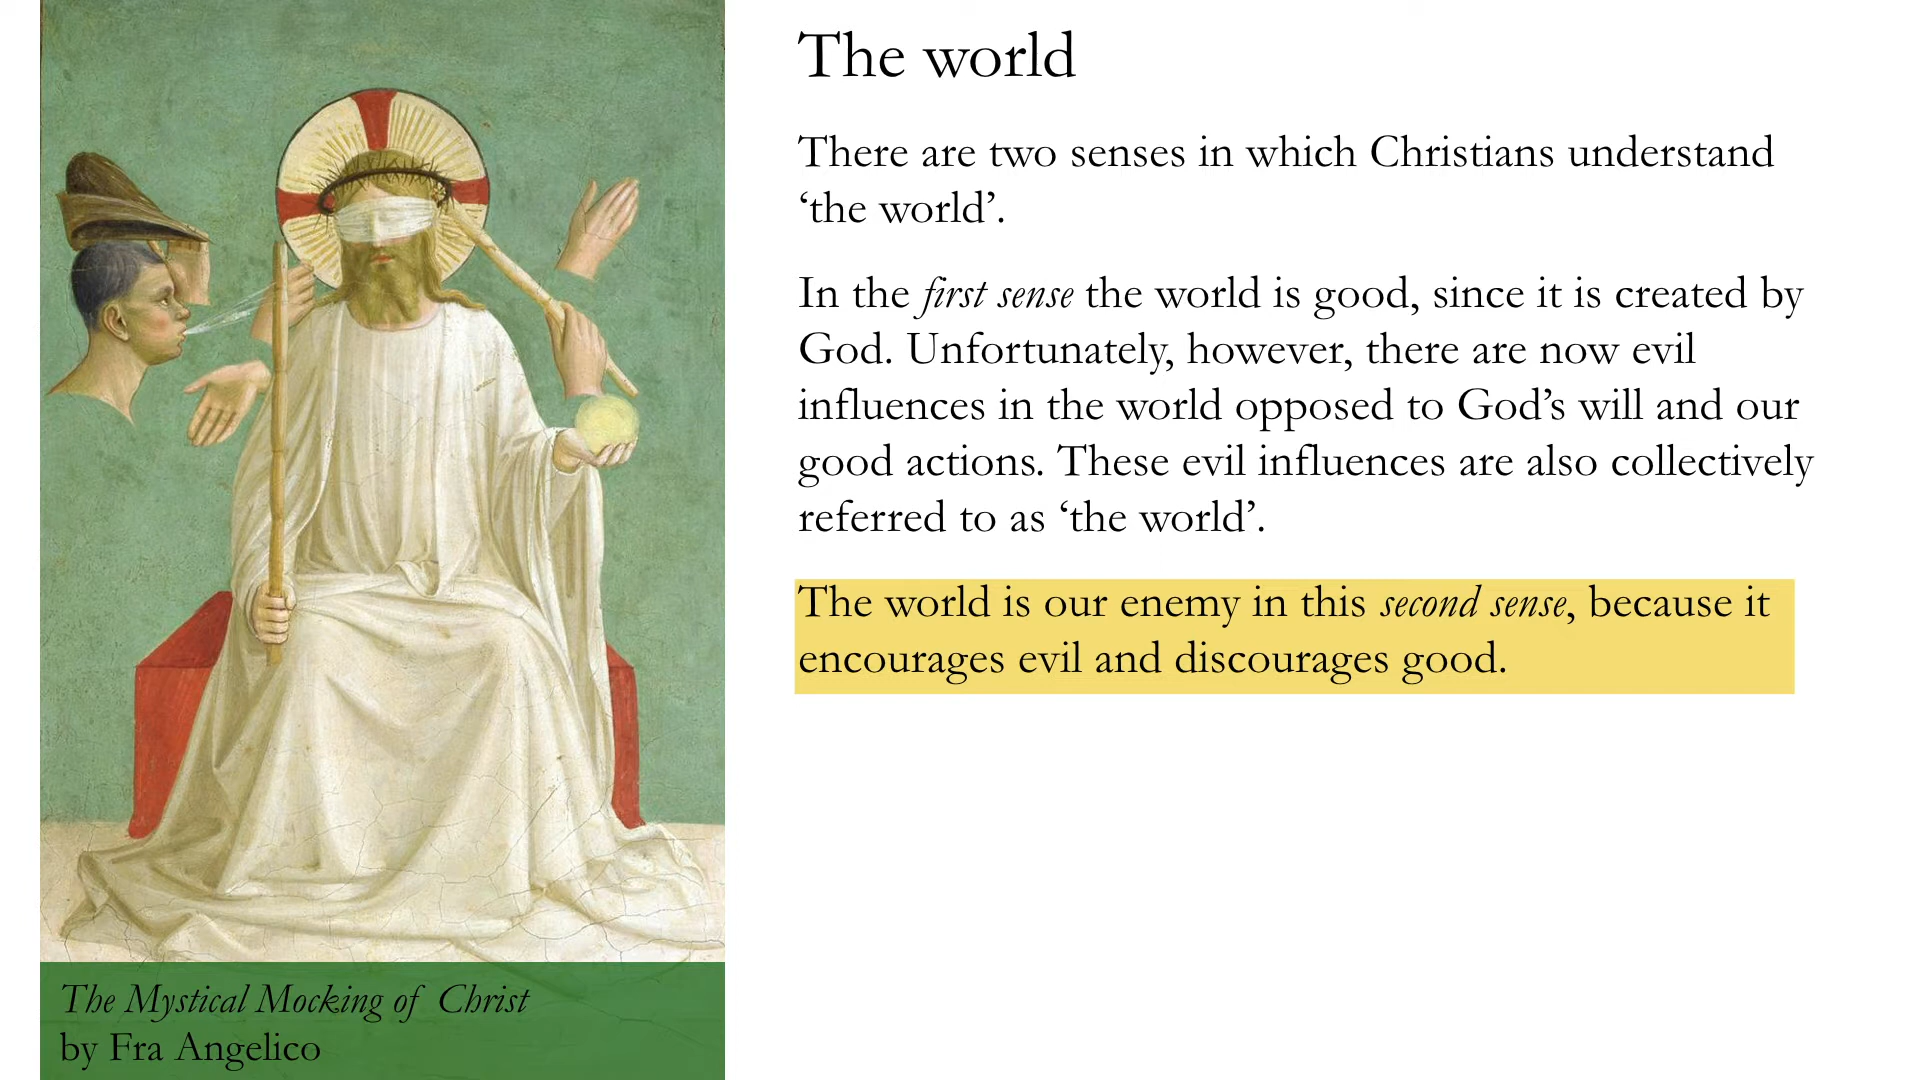 The world
There are two senses in which Christians understand
‘the world’.
In the first sense the world is good, since it is created by
God. Unfortunately, however, there are now evil
influences in the world opposed to God’s will and our
good actions. These evil influences are also collectively
referred to as ‘the world’.
The world is our enemy in this second sense, because it
encourages evil and discourages good.
The Mystical Mocking of Christ
by Fra Angelico